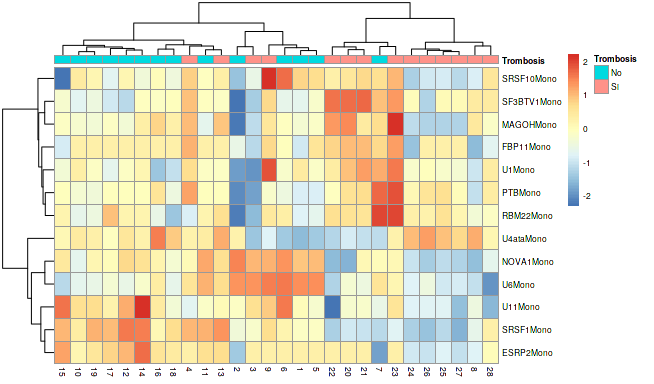 Trombosis
SRSF10Mono
SF3BTV1Mono
MAGOHMono
FBP11Mono
U1Mono
PTBMono
RBM22Mono
U4ataMono
NOVA1Mono
U6Mono
U11Mono
SRSF1Mono
ESRP2Mono
15 10 19 17 12 14 16 18 4 11 13 2 3 9 6 1 5 22 20 21 7 23 24 26 25 27 8 28
2
1
0
-1
-2
Trombosis
No
SI